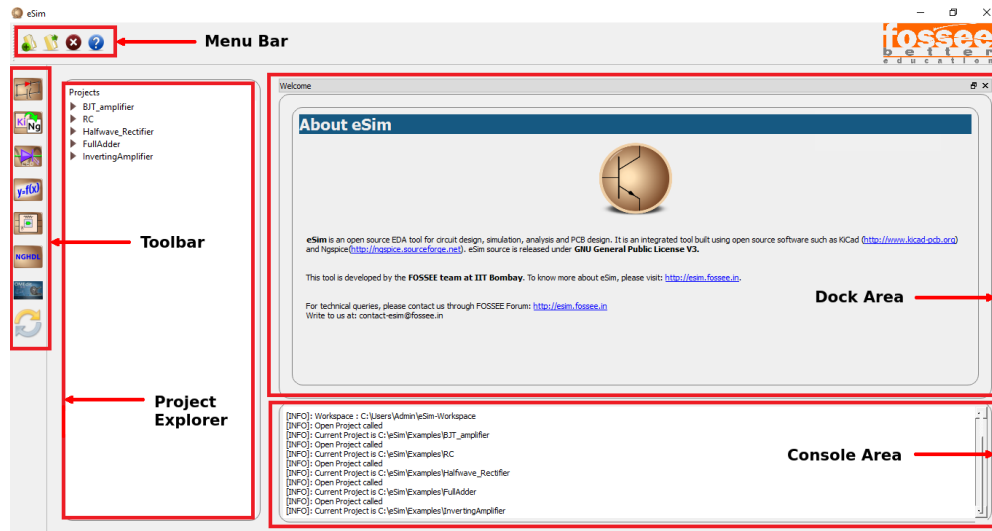 eSim
Menu Bar
fossee
better
education
Projects
BJT_amplifier
RC
Halfwave_Rectifier
FullAdder
InvertingAmplifier
Ki Ng
y=f(x)
NGHDL
Toolbar
Project
Explorer
Welcome
About eSim
eSim is an open source EDA tool for circuit design, simulation, analysis and PCB design. It is an integrated tool built using open source software such as KiCad (http://www.kicad-pcb.org)
and Ngspice(http://ngspice.sourceforge.net). eSim source is released under GNU General Public License V3.
This tool is developed by the FOSSEE team at IIT Bombay. To know more about eSim, please visit: http://esim.fossee.in.
For technical queries, please contact us through FOSSEE Forum: http://esim.fossee.in
Write to us at: contact-esim@fossee.in
Dock Area
[INFO]: Workspace : C:\Users\Admin\eSim-Workspace
[INFO]: Open Project called
[INFO]: Current Project is C:\eSim\Examples\BJT_amplifier
[INFO]: Open Project called
[INFO]: Current Project is C:\eSim\Examples\RC
[INFO]: Open Project called
[INFO]: Current Project is C:\eSim\Examples\Halfwave_Rectifier
[INFO]: Open Project called
[INFO]: Current Project is C:\eSim\Examples\FullAdder
[INFO]: Open Project called
[INFO]: Current Project is C:\eSim\Examples\InvertingAmplifier
Console Area